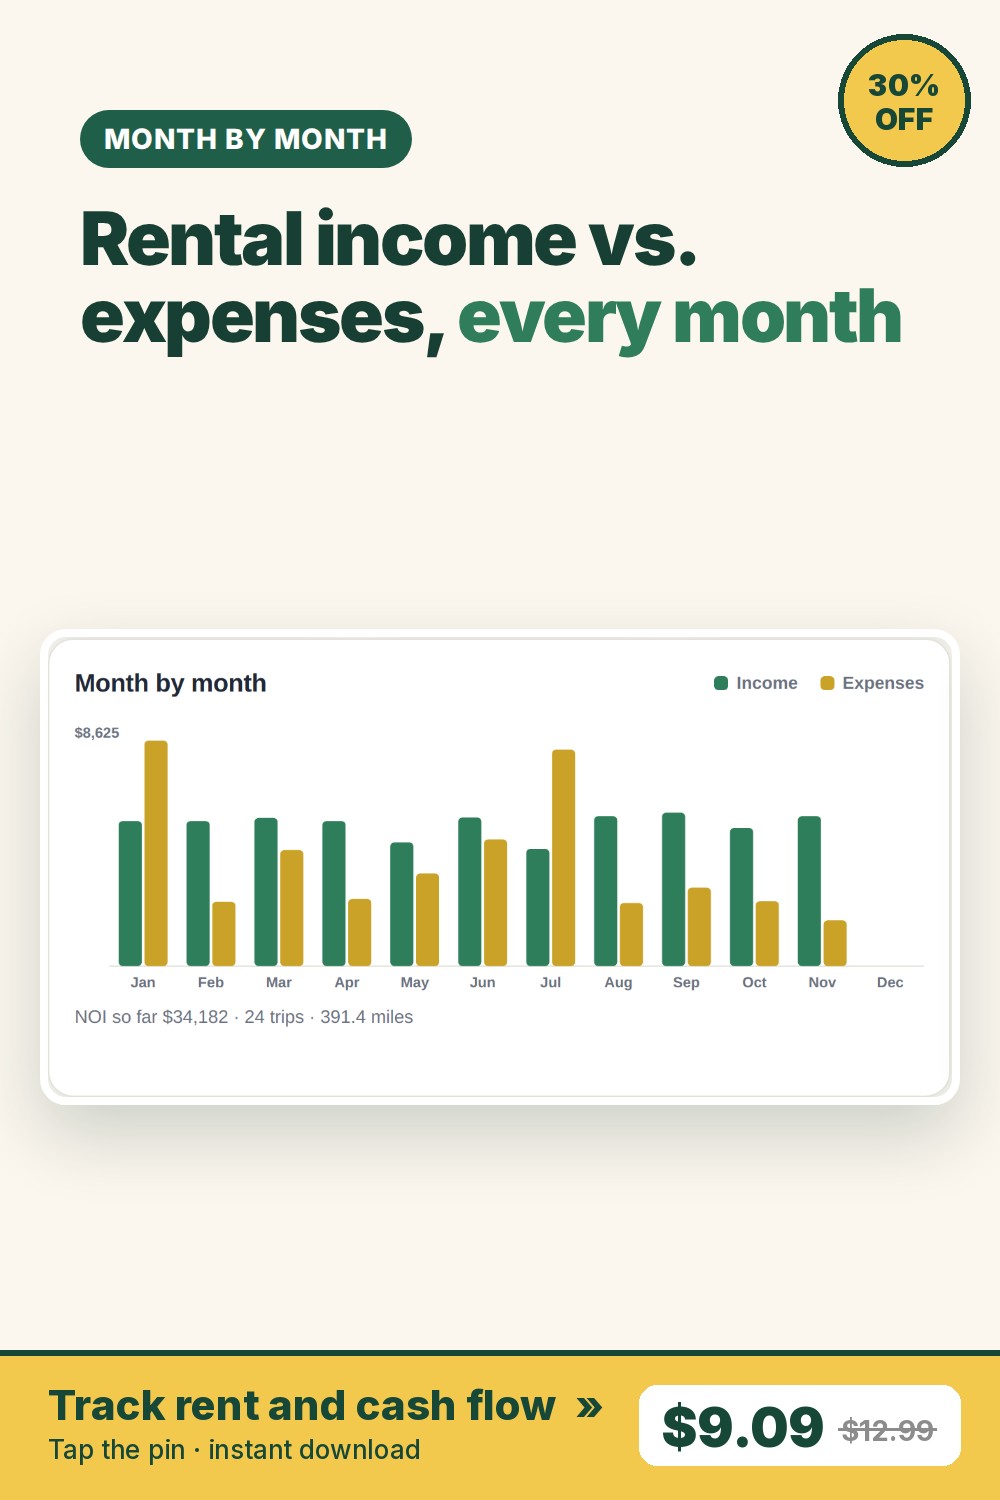 30%
OFF
MONTH BY MONTH
Rental income vs.
expenses, every month
Month by month
Income Expenses
$8,625
Jan Feb Mar Apr May Jun Jul Aug Sep Oct Nov Dec
NOI so far $34,182 · 24 trips · 391.4 miles
Track rent and cash flow »
Tap the pin · instant download
$9.09 $12.99